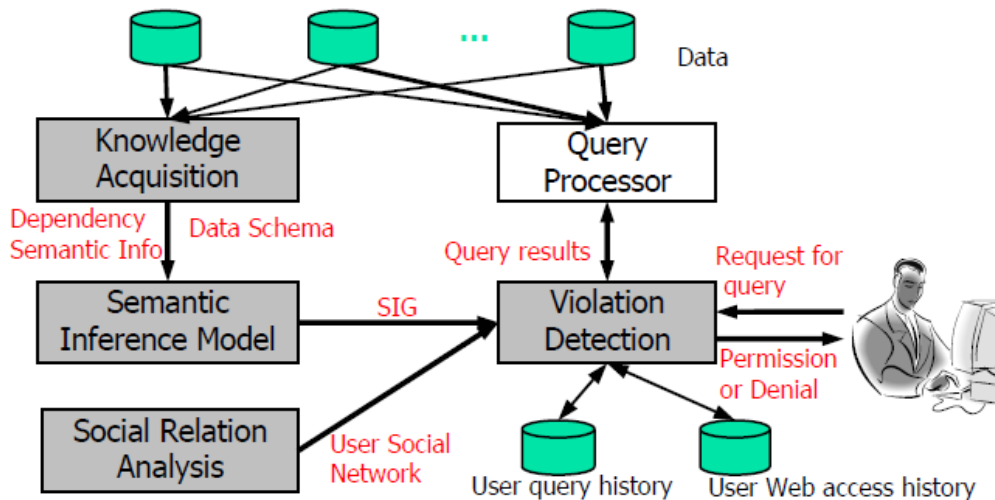 ...
Data
Knowledge
Acquisition
Query
Processor
Dependency
Semantic Info
Data Schema
Query results
Request for
query
Semantic
Inference Model
SIG
Violation
Detection
Permission
or Denial
Social Relation
Analysis
User Social
Network
User query history
User Web access history